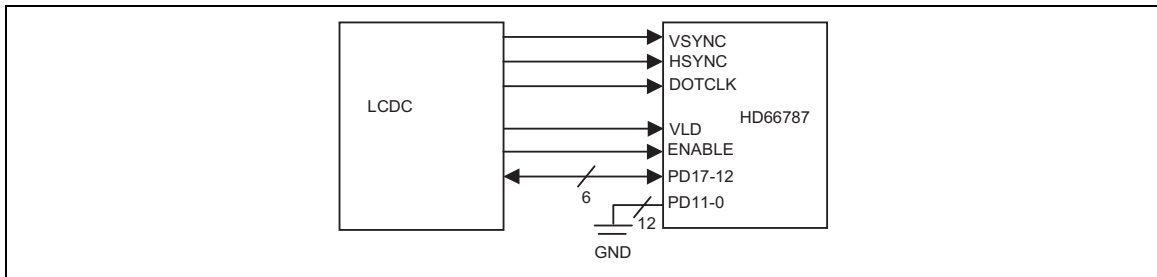 VSYNC
HSYNC
DOTCLK
LCDC
HD66787
VLD
ENABLE
PD17-12
6
PD11-0
12
GND